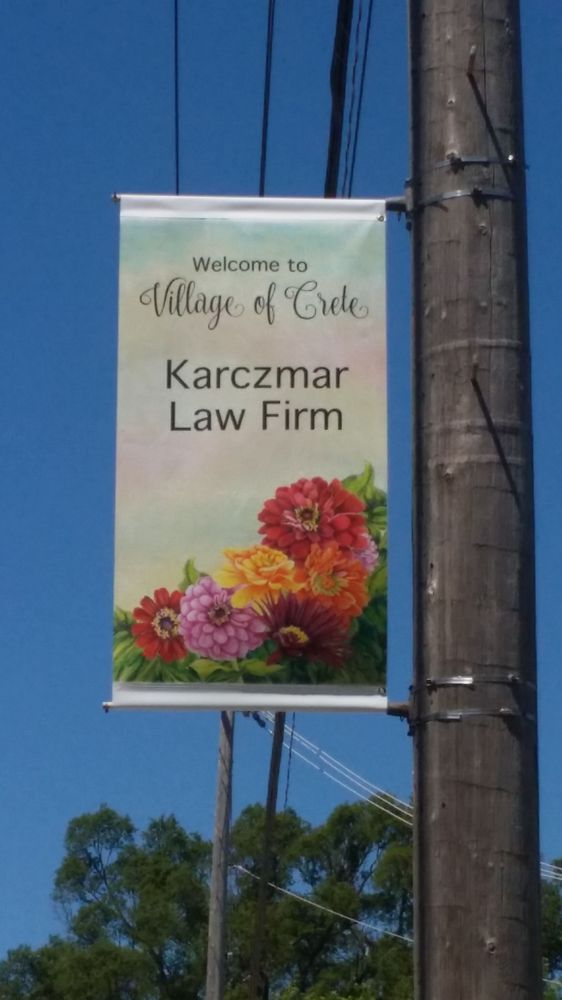 Welcome to
Village of Crete
Karczmar
Law Firm